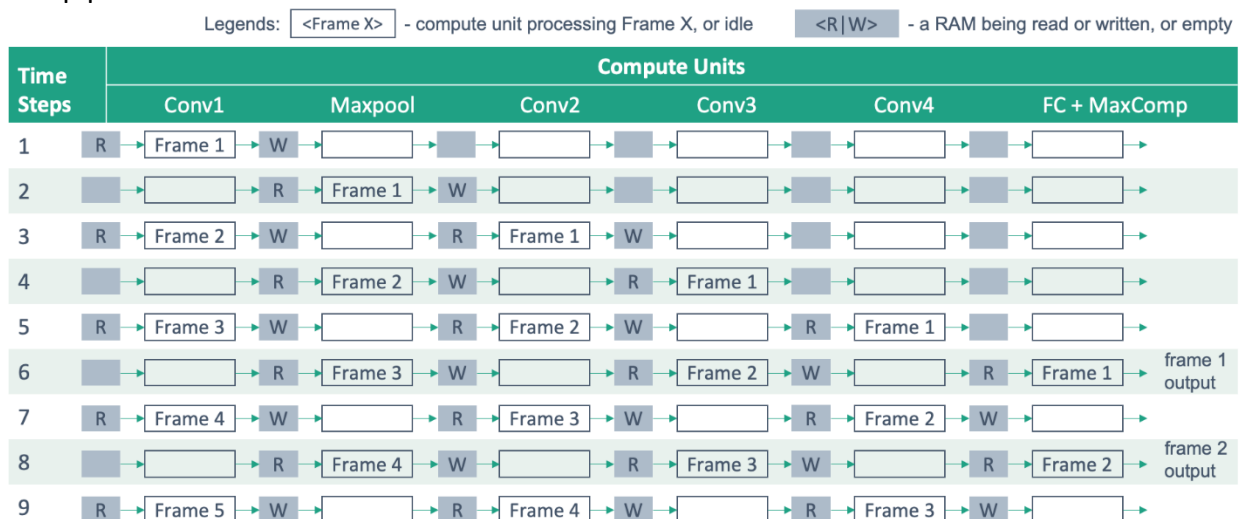 Legends: <Frame X> - compute unit processing Frame X, or idle <R|W> - a RAM being read or written, or empty
Time Steps Compute Units
Conv1 Maxpool Conv2 Conv3 Conv4 FC + MaxComp
1 R Frame 1 W
2 R Frame 1 W
3 R Frame 2 W R Frame 1 W
4 R Frame 2 W R Frame 1
5 R Frame 3 W R Frame 2 W R Frame 1
6 R Frame 3 W R Frame 2 W R Frame 1 frame 1 output
7 R Frame 4 W R Frame 3 W R Frame 2 W
8 R Frame 4 W R Frame 3 W R Frame 2 frame 2 output
9 R Frame 5 W R Frame 4 W R Frame 3 W